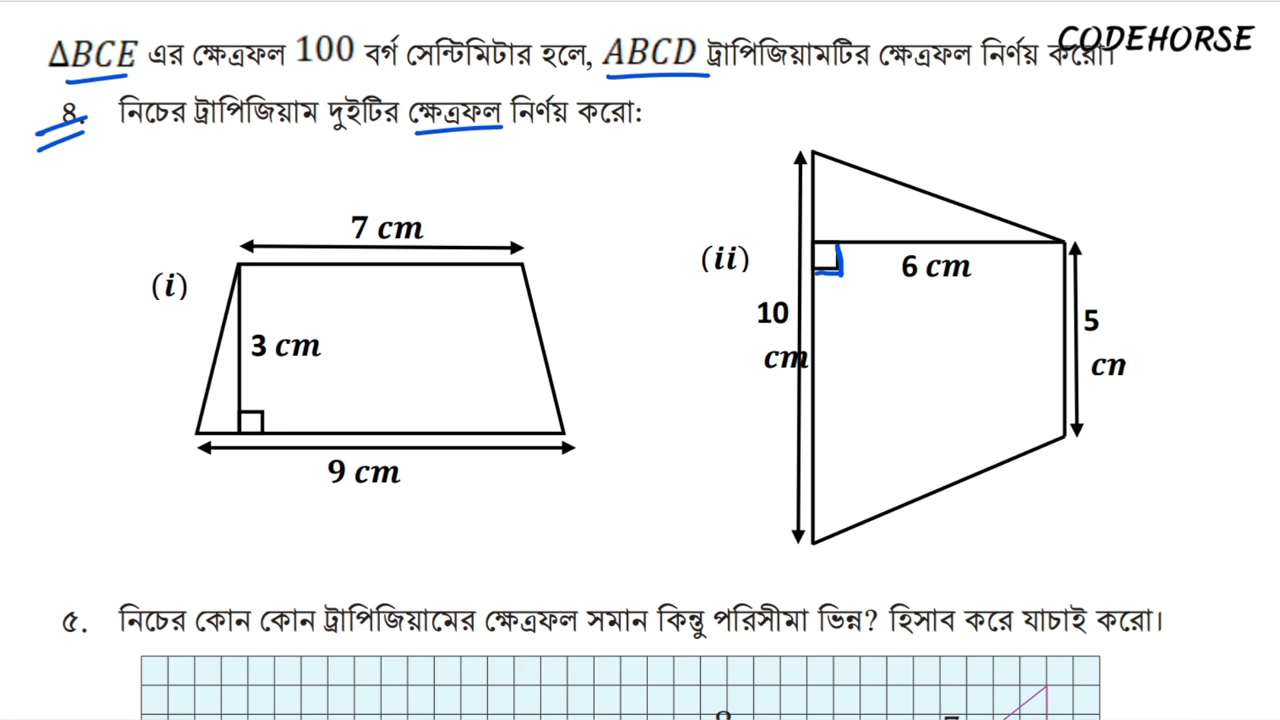 CODEHORSE
ΔBCE এর ক্ষেত্রফল 100 বর্গ সেন্টিমিটার হলে, ABCD ট্রাপিজিয়ামটির ক্ষেত্রফল নির্ণয় করো।
৪. নিচের ট্রাপিজিয়াম দুইটির ক্ষেত্রফল নির্ণয় করো:
7 cm
(i)
3 cm
9 cm
(ii)
6 cm
10
cm
5
cn
৫. নিচের কোন কোন ট্রাপিজিয়ামের ক্ষেত্রফল সমান কিন্তু পরিসীমা ভিন্ন? হিসাব করে যাচাই করো।